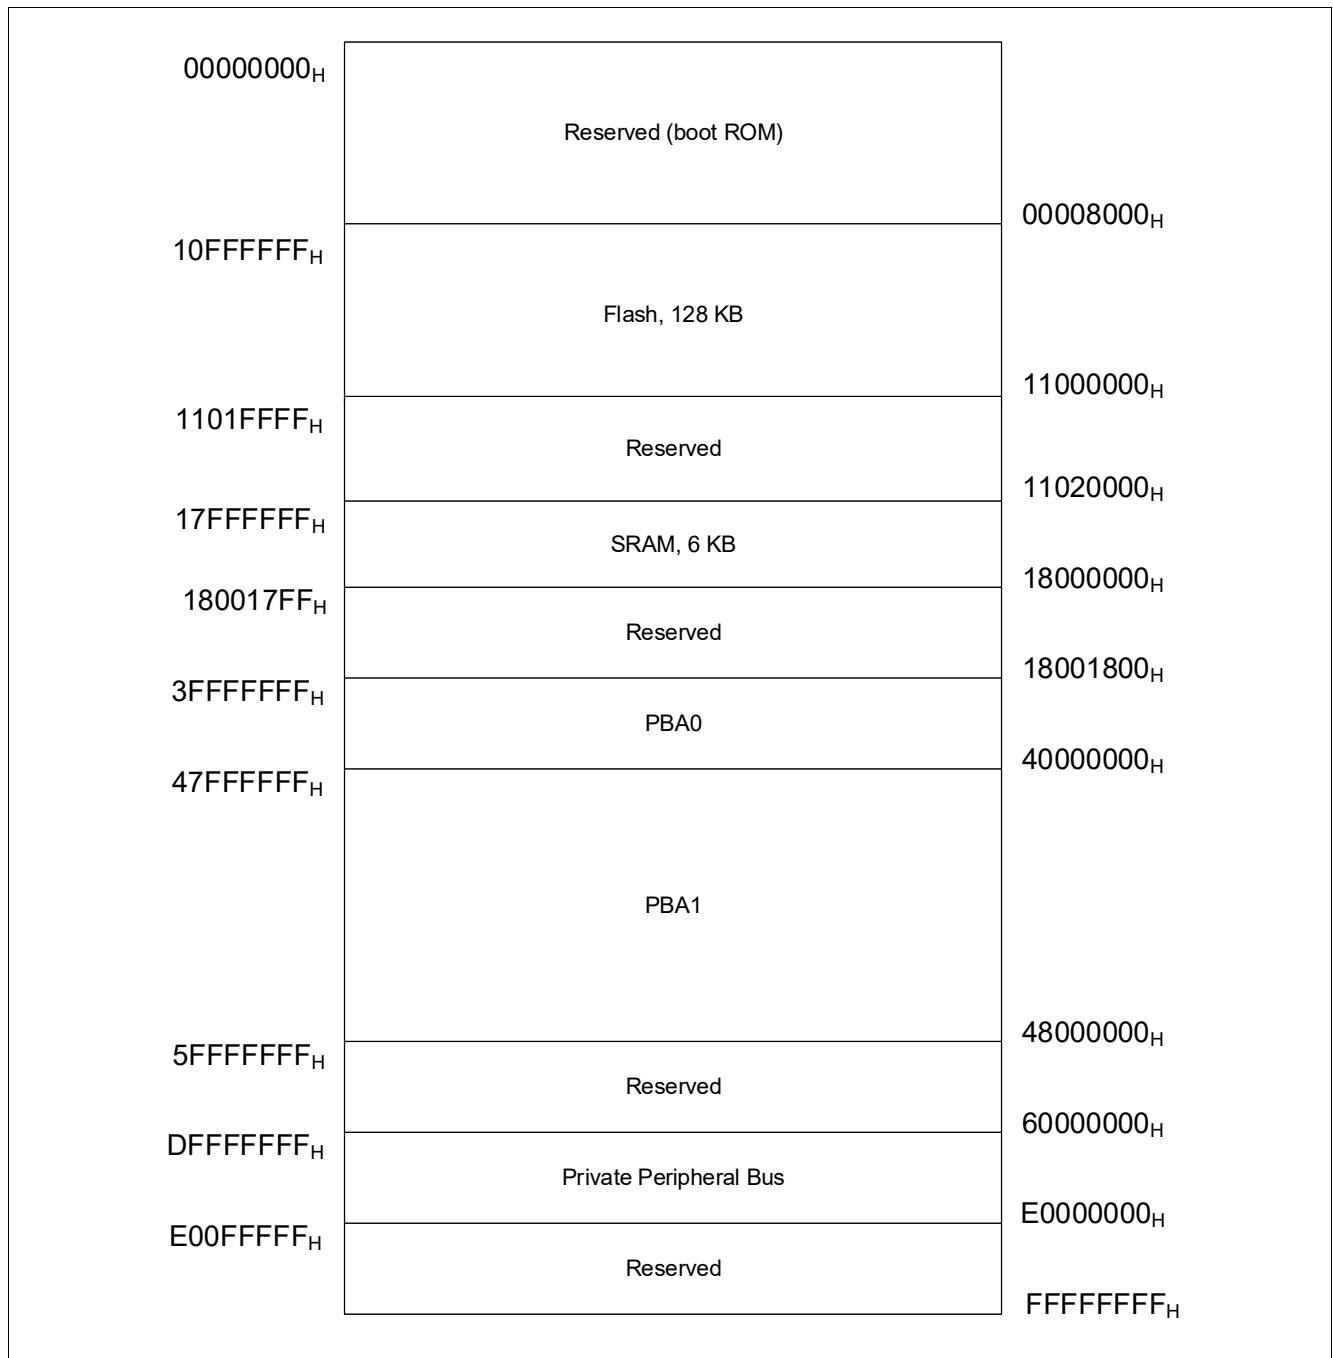 00000000H
Reserved (boot ROM)
00008000H
10FFFFFFH
Flash, 128 KB
11000000H
1101FFFFH
Reserved
11020000H
17FFFFFFH
SRAM, 6 KB
18000000H
180017FFH
Reserved
18001800H
3FFFFFFFH
PBA0
40000000H
47FFFFFFH
PBA1
48000000H
5FFFFFFFH
Reserved
60000000H
DFFFFFFFH
Private Peripheral Bus
E0000000H
E00FFFFFH
Reserved
FFFFFFFFH